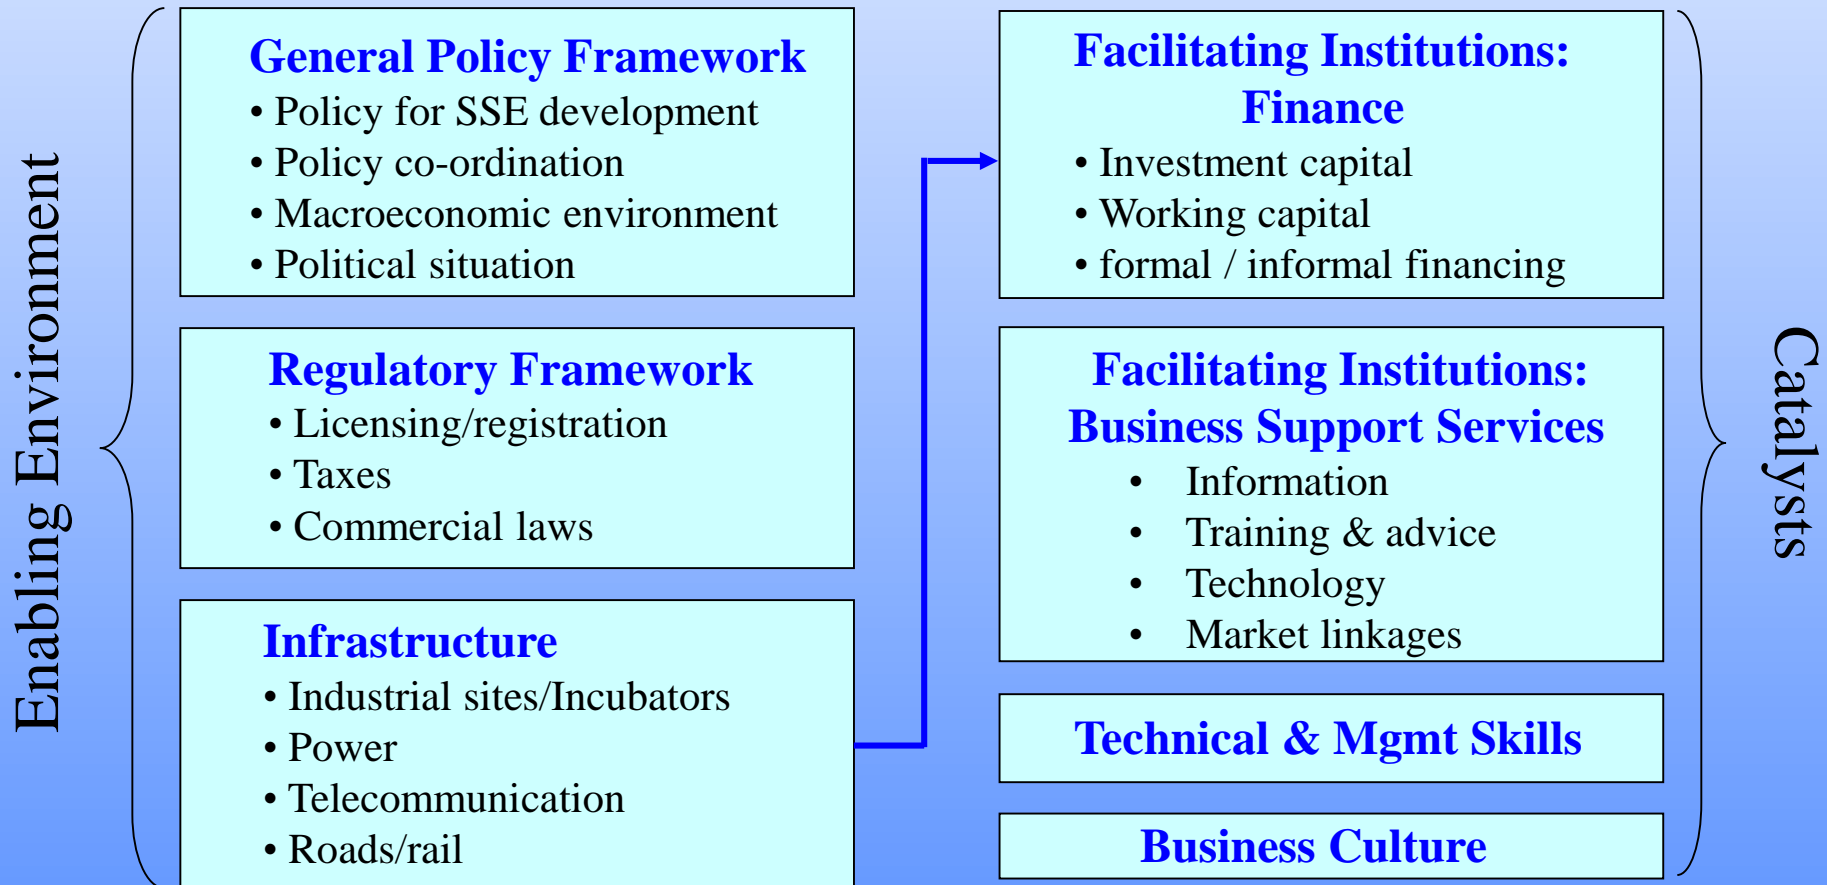 Enabling Environment
General Policy Framework
• Policy for SSE development
• Policy co-ordination
• Macroeconomic environment
• Political situation
Regulatory Framework
• Licensing/registration
• Taxes
• Commercial laws
Infrastructure
• Industrial sites/Incubators
• Power
• Telecommunication
• Roads/rail
Facilitating Institutions:
Finance
• Investment capital
• Working capital
• formal / informal financing
Facilitating Institutions:
Business Support Services
• Information
• Training & advice
• Technology
• Market linkages
Technical & Mgmt Skills
Business Culture
Catalysts